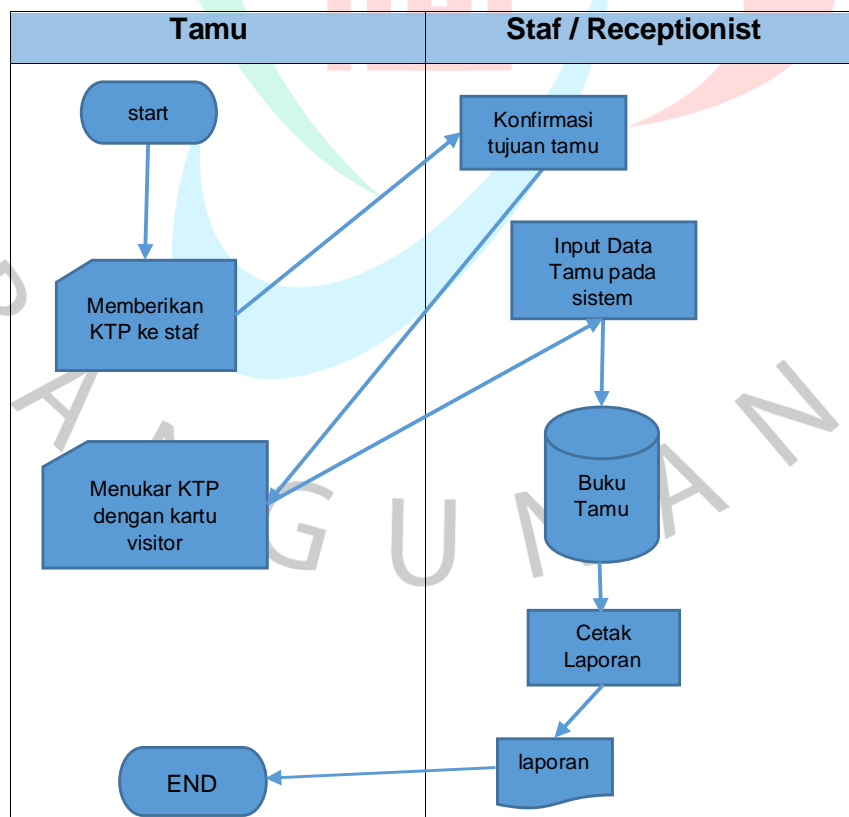 Tamu
Staf / Receptionist
start
Konfirmasi
tujuan tamu
Memberikan
KTP ke staf
Input Data
Tamu pada
sistem
Menukar KTP
dengan kartu
visitor
Buku
Tamu
Cetak
Laporan
laporan
END
P A N G U N A N